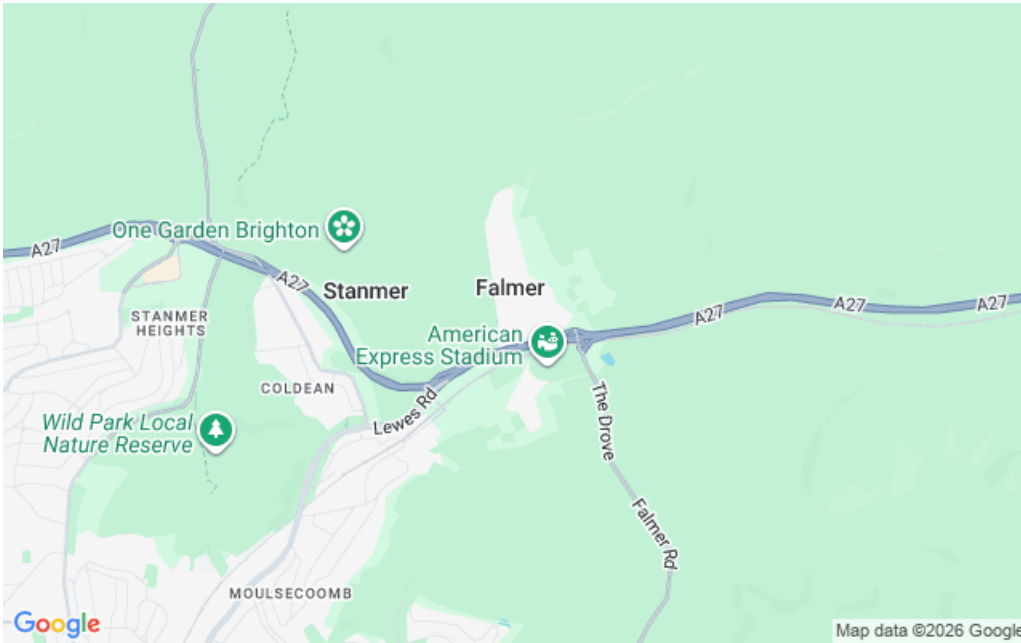 One Garden Brighton
A27
A27
Stanmer
Falmer
A27
A27
A27
STANMER
HEIGHTS
American
Express Stadium
COLDEAN
Lewes Rd
The Drove
Wild Park Local
Nature Reserve
Falmer Rd
MOULSECOOMB
Google
Map data ©2026 Google